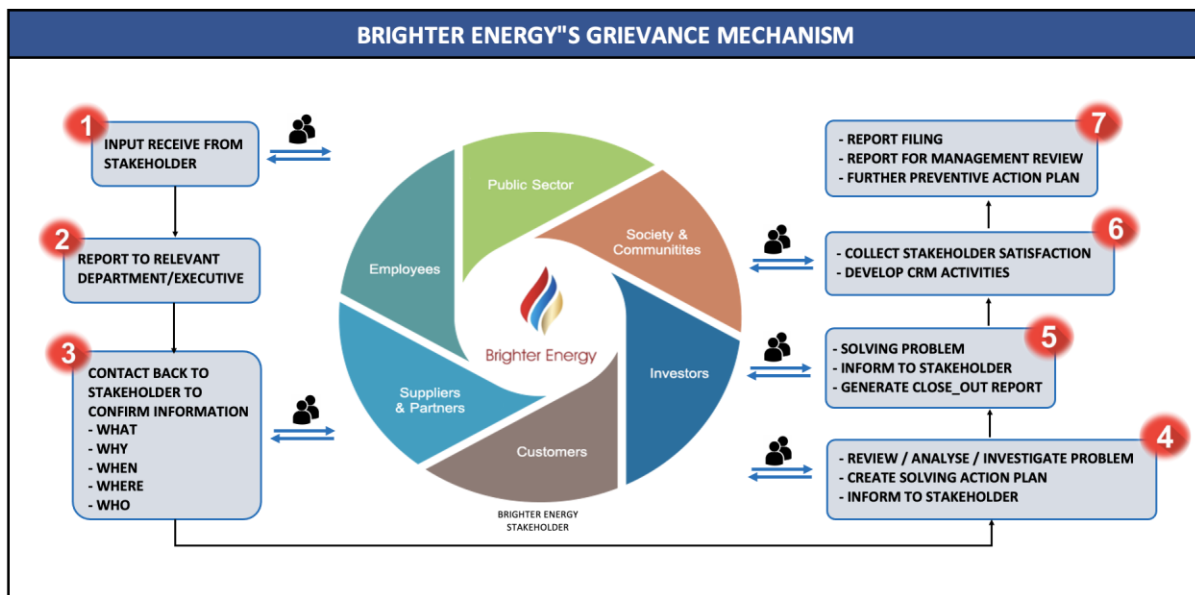 BRIGHTER ENERGY"S GRIEVANCE MECHANISM
1
INPUT RECEIVE FROM
STAKEHOLDER
2
REPORT TO RELEVANT
DEPARTMENT/EXECUTIVE
3
CONTACT BACK TO
STAKEHOLDER TO
CONFIRM INFORMATION
- WHAT
- WHY
- WHEN
- WHERE
- WHO
Public Sector
Society &
Communitites
Employees
Brighter Energy
Investors
Suppliers
& Partners
Customers
BRIGHTER ENERGY
STAKEHOLDER
7
- REPORT FILING
- REPORT FOR MANAGEMENT REVIEW
- FURTHER PREVENTIVE ACTION PLAN
6
- COLLECT STAKEHOLDER SATISFACTION
- DEVELOP CRM ACTIVITIES
5
- SOLVING PROBLEM
- INFORM TO STAKEHOLDER
- GENERATE CLOSE_OUT REPORT
4
- REVIEW / ANALYSE / INVESTIGATE PROBLEM
- CREATE SOLVING ACTION PLAN
- INFORM TO STAKEHOLDER